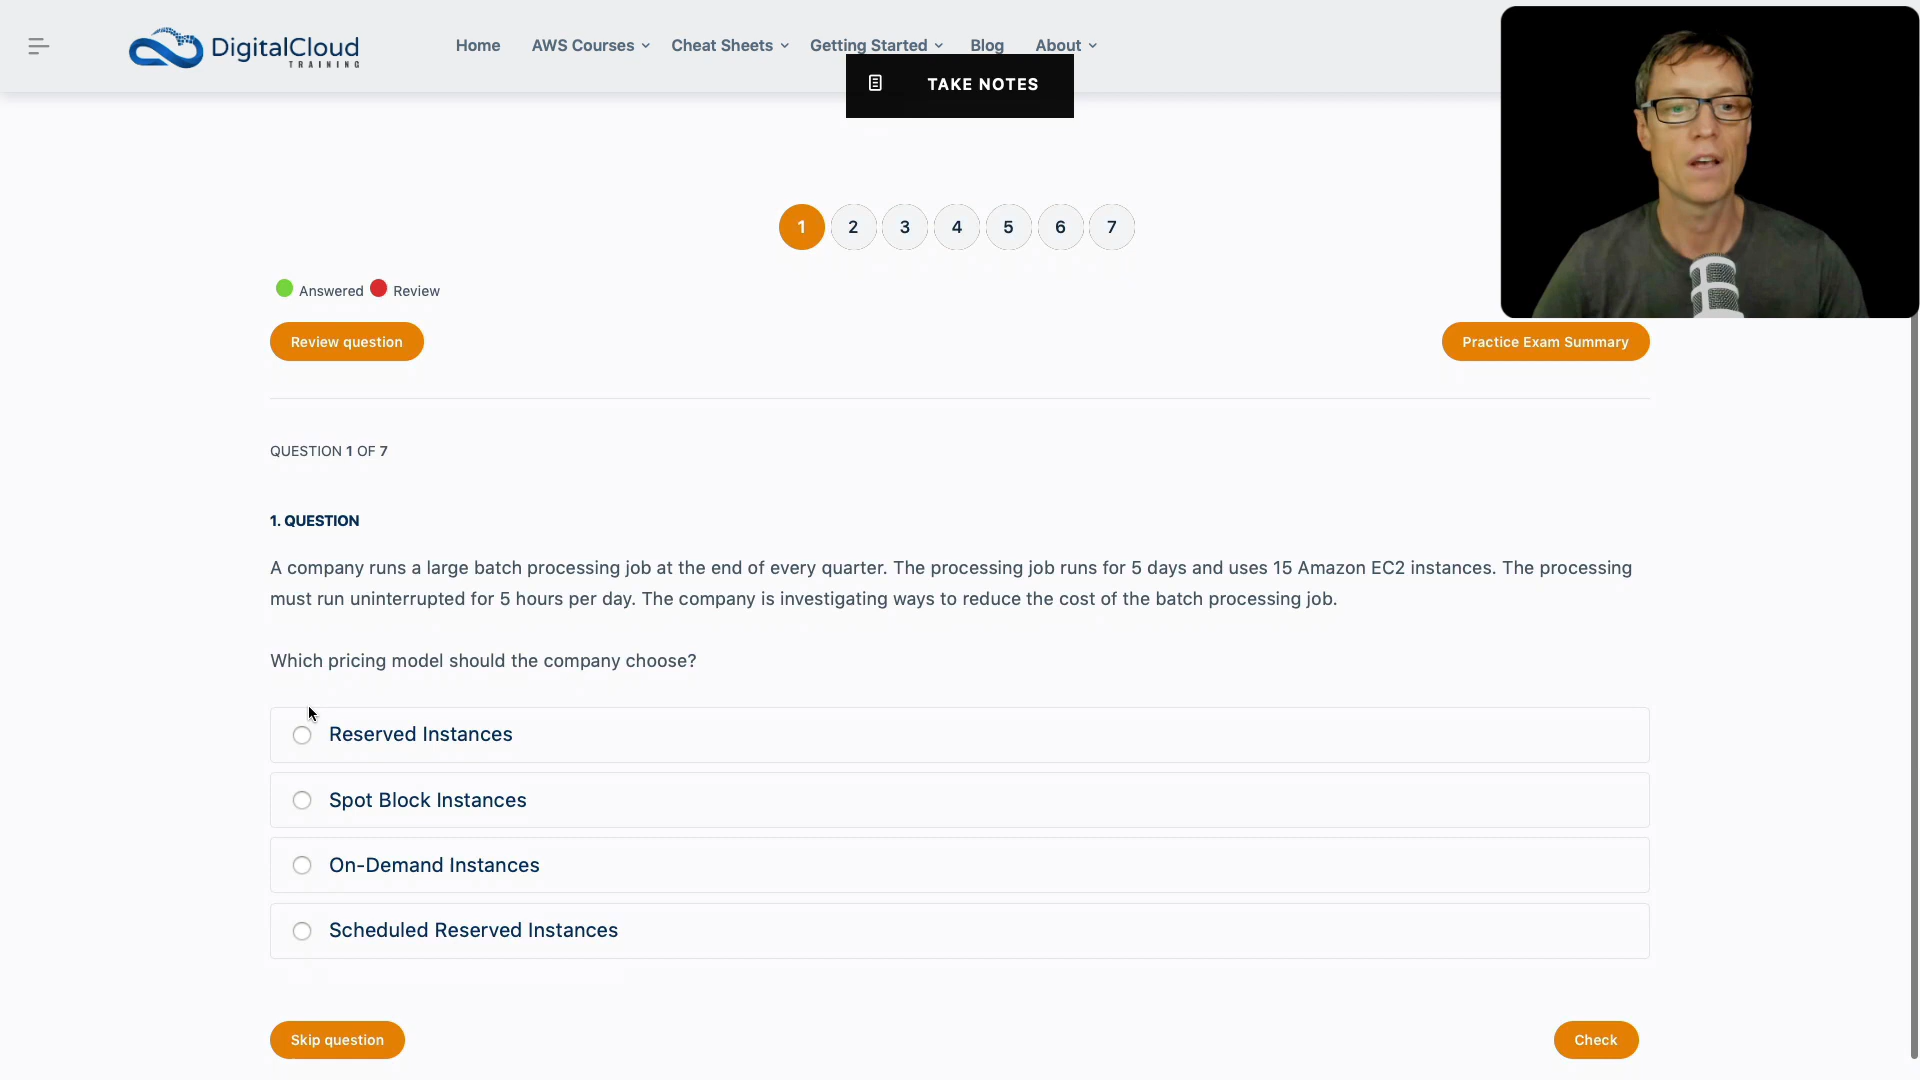 DigitalCloud
TRAINING
Home
AWS Courses
Cheat Sheets
Getting Started
Blog
About
TAKE NOTES
1
2
3
4
5
6
7
Answered
Review
Review question
Practice Exam Summary
QUESTION 1 OF 7
1. QUESTION
A company runs a large batch processing job at the end of every quarter. The processing job runs for 5 days and uses 15 Amazon EC2 instances. The processing
must run uninterrupted for 5 hours per day. The company is investigating ways to reduce the cost of the batch processing job.
Which pricing model should the company choose?
Reserved Instances
Spot Block Instances
On-Demand Instances
Scheduled Reserved Instances
Skip question
Check